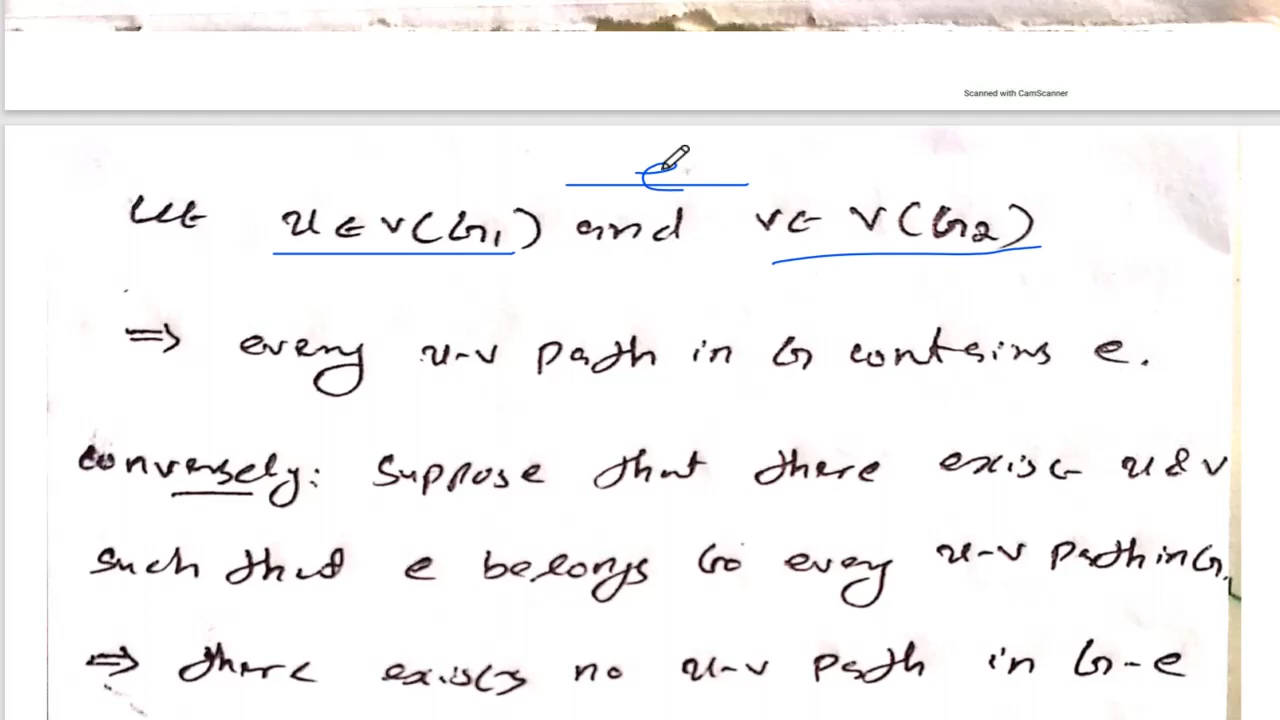 Scanned with CamScanner
Let u ∈ V(G₁) and v ∈ V(G₂)
⇒ every u-v path in G contains e.
conversely: Suppose that there exist u & v
such that e belongs to every u-v path in G.
⇒ there exists no u-v path in G-e